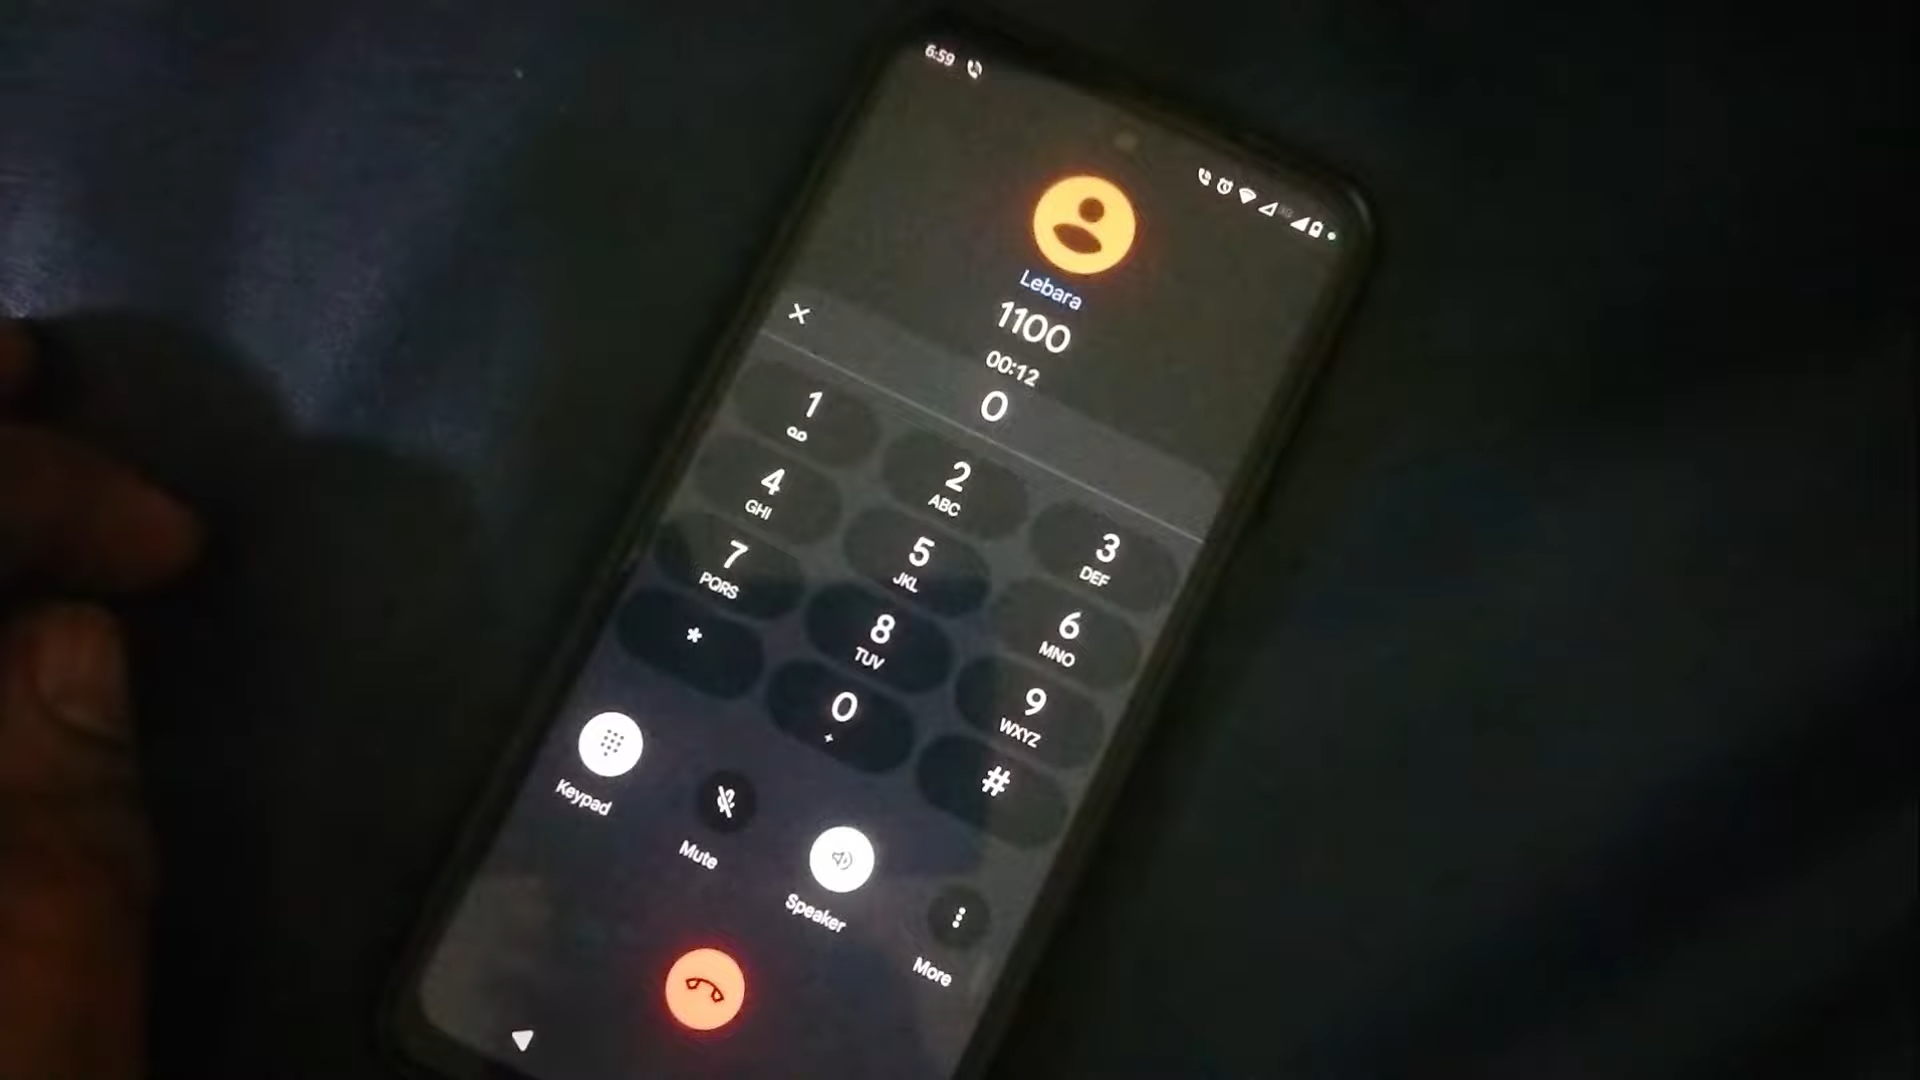 6:59
Lebara
1100
00:12
0
1
2
ABC
3
DEF
4
GHI
5
JKL
6
MNO
7
PQRS
8
TUV
9
WXYZ
*
0
+
#
Keypad
Mute
Speaker
More